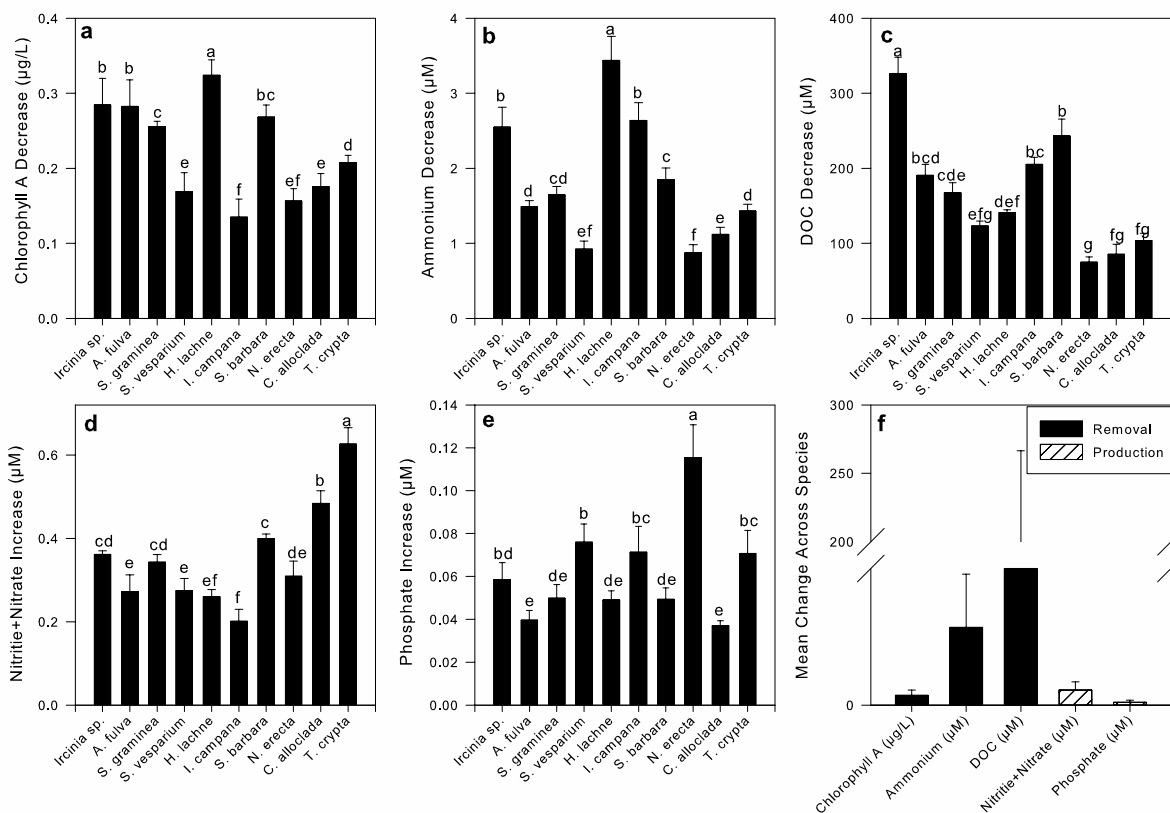 a
Chlorophyll A Decrease (µg/L)
0.4
0.3
0.2
0.1
0.0
b b c e a f bc ef e d
Ircinia sp.
A. fulva
S. graminea
S. vesparium
H. lachne
I. campana
S. barbara
N. erecta
C. alloclada
T. crypta
b
Ammonium Decrease (µM)
4
3
2
1
0
b d cd ef a b c f e d
Ircinia sp.
A. fulva
S. graminea
S. vesparium
H. lachne
I. campana
S. barbara
N. erecta
C. alloclada
T. crypta
c
DOC Decrease (µM)
400
300
200
100
0
a bcd cde efg def bc b g fg fg
Ircinia sp.
A. fulva
S. graminea
S. vesparium
H. lachne
I. campana
S. barbara
N. erecta
C. alloclada
T. crypta
d
Nitritie+Nitrate Increase (µM)
0.6
0.4
0.2
0.0
cd e cd e ef f c de b a
Ircinia sp.
A. fulva
S. graminea
S. vesparium
H. lachne
I. campana
S. barbara
N. erecta
C. alloclada
T. crypta
e
Phosphate Increase (µM)
0.14
0.12
0.10
0.08
0.06
0.04
0.02
0.00
bd e de b de bc de a e bc
Ircinia sp.
A. fulva
S. graminea
S. vesparium
H. lachne
I. campana
S. barbara
N. erecta
C. alloclada
T. crypta
f
Mean Change Across Species
300
250
200
0
Removal
Production
Chlorophyll A (µg/L)
Ammonium (µM)
DOC (µM)
Nitritie+Nitrate (µM)
Phosphate (µM)